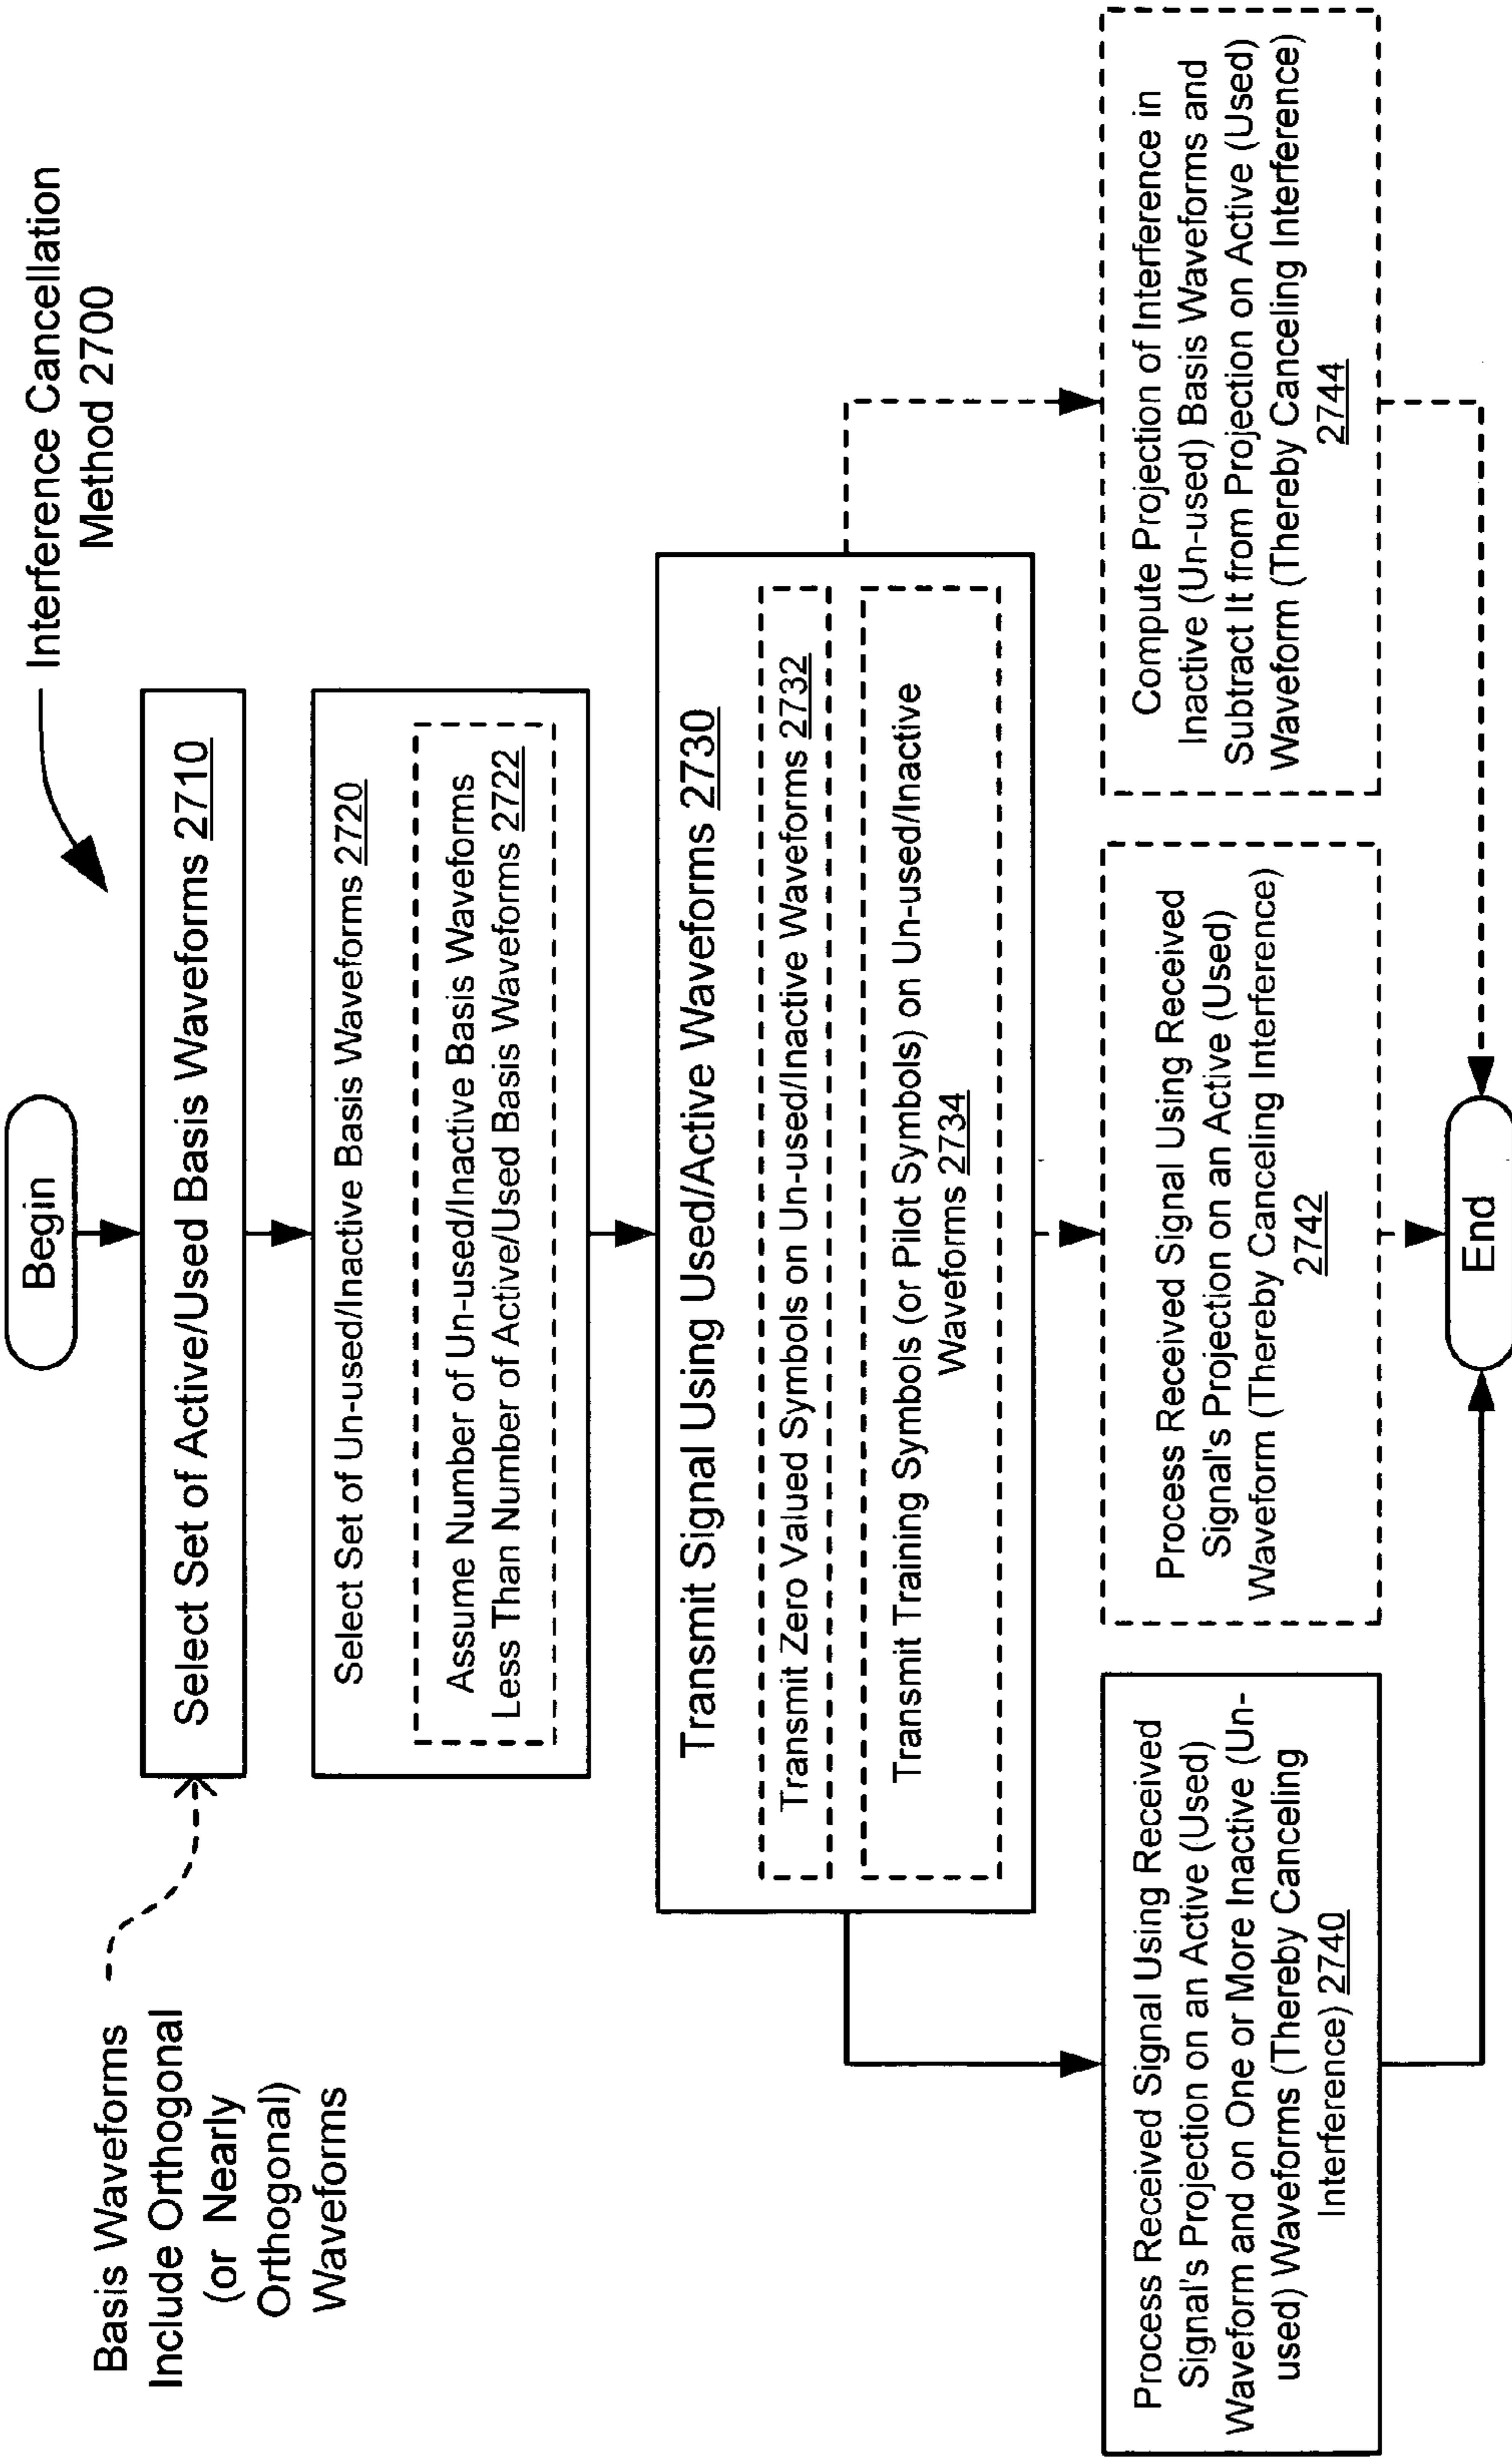 Interference Cancellation
Method 2700
Begin
Basis Waveforms
Include Orthogonal
(or Nearly
Orthogonal)
Waveforms
Select Set of Active/Used Basis Waveforms 2710
Select Set of Un-used/Inactive Basis Waveforms 2720
Assume Number of Un-used/Inactive Basis Waveforms
Less Than Number of Active/Used Basis Waveforms 2722
Transmit Signal Using Used/Active Waveforms 2730
Transmit Zero Valued Symbols on Un-used/Inactive Waveforms 2732
Transmit Training Symbols (or Pilot Symbols) on Un-used/Inactive
Waveforms 2734
Process Received Signal Using Received
Signal's Projection on an Active (Used)
Waveform and on One or More Inactive (Un-
used) Waveforms (Thereby Canceling
Interference) 2740
Process Received Signal Using Received
Signal's Projection on an Active (Used)
Waveform (Thereby Canceling Interference)
2742
Compute Projection of Interference in
Inactive (Un-used) Basis Waveforms and
Subtract It from Projection on Active (Used)
Waveform (Thereby Canceling Interference)
2744
End